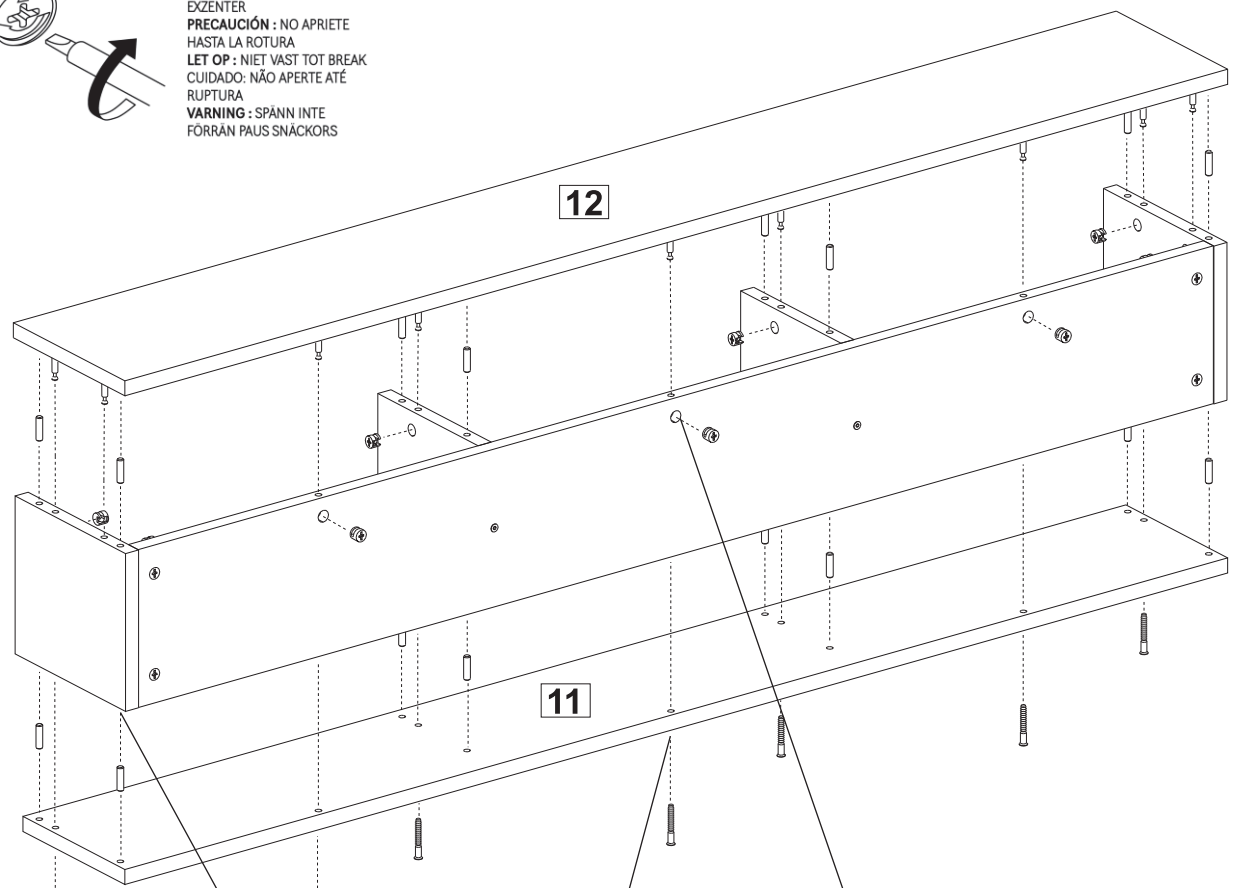 EXZENTER
PRECAUCIÓN : NO APRIETE
HASTA LA ROTURA
LET OP : NIET VAST TOT BREAK
CUIDADO: NÃO APERTE ATÉ
RUPTURA
VARNING : SPÄNN INTE
FÖRRÄN PAUS SNÄCKORS
12
11